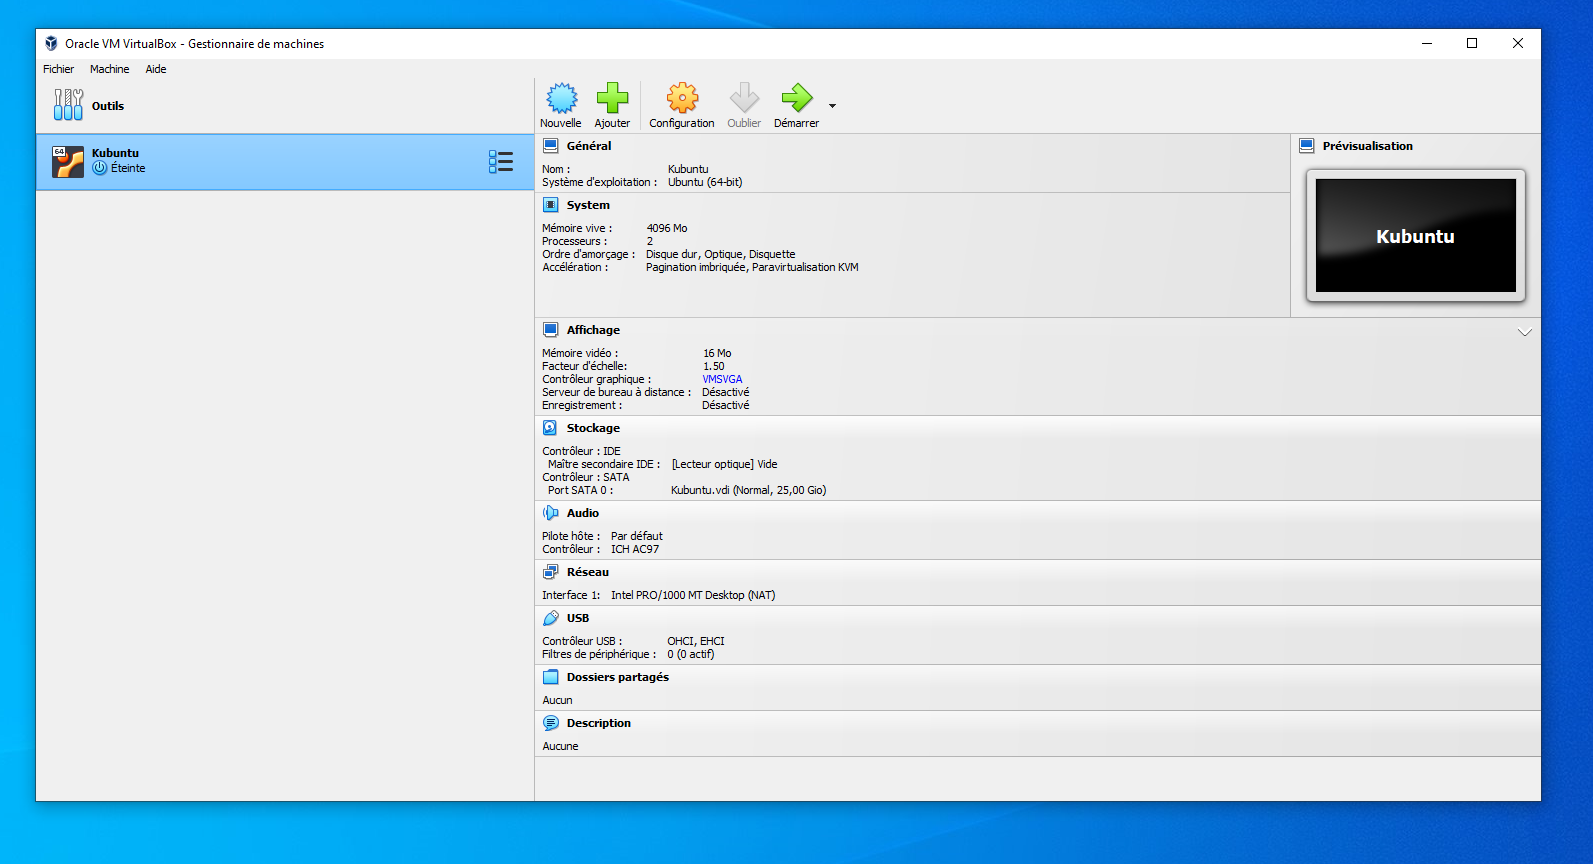 Oracle VM VirtualBox - Gestionnaire de machines
Fichier Machine Aide
Outils
Nouvelle Ajouter Configuration Oublier Démarrer
64
Kubuntu
Éteinte
Général
Nom : Kubuntu
Système d'exploitation : Ubuntu (64-bit)
System
Mémoire vive : 4096 Mo
Processeurs : 2
Ordre d'amorçage : Disque dur, Optique, Disquette
Accélération : Pagination imbriquée, Paravirtualisation KVM
Prévisualisation
Kubuntu
Affichage
Mémoire vidéo : 16 Mo
Facteur d'échelle: 1.50
Contrôleur graphique : VMSVGA
Serveur de bureau à distance : Désactivé
Enregistrement : Désactivé
Stockage
Contrôleur : IDE
Maître secondaire IDE : [Lecteur optique] Vide
Contrôleur : SATA
Port SATA 0 : Kubuntu.vdi (Normal, 25,00 Gio)
Audio
Pilote hôte : Par défaut
Contrôleur : ICH AC97
Réseau
Interface 1: Intel PRO/1000 MT Desktop (NAT)
USB
Contrôleur USB : OHCI, EHCI
Filtres de périphérique : 0 (0 actif)
Dossiers partagés
Aucun
Description
Aucune